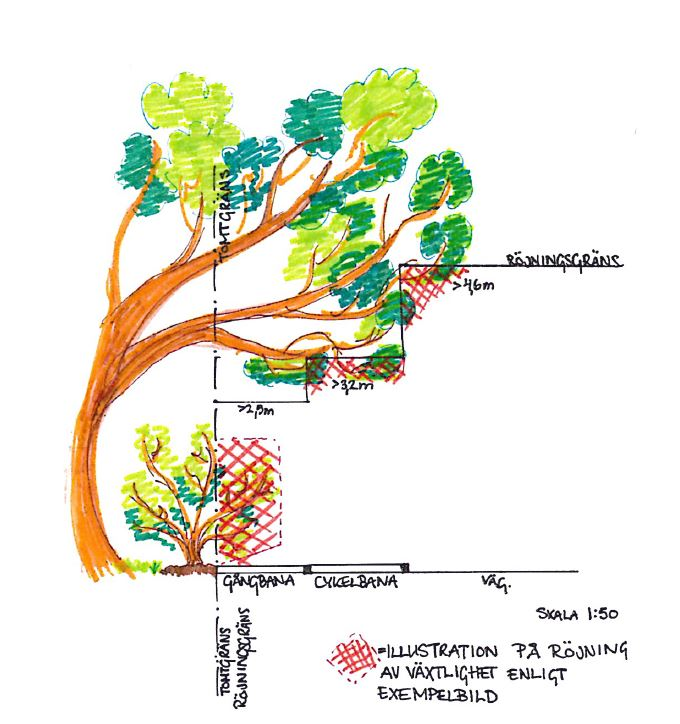 TOMTGRÄNS
RÖJNINGSGRÄNS
>4,6m
>3,2m
>2,5m
GÅNGBANA
CYKELBANA
VÄG.
TOMTGRÄNS
RÖJNINGSGRÄNS
SKALA 1:50
=ILLUSTRATION PÅ RÖJNING
AV VÄXTLIGHET ENLIGT
EXEMPELBILD